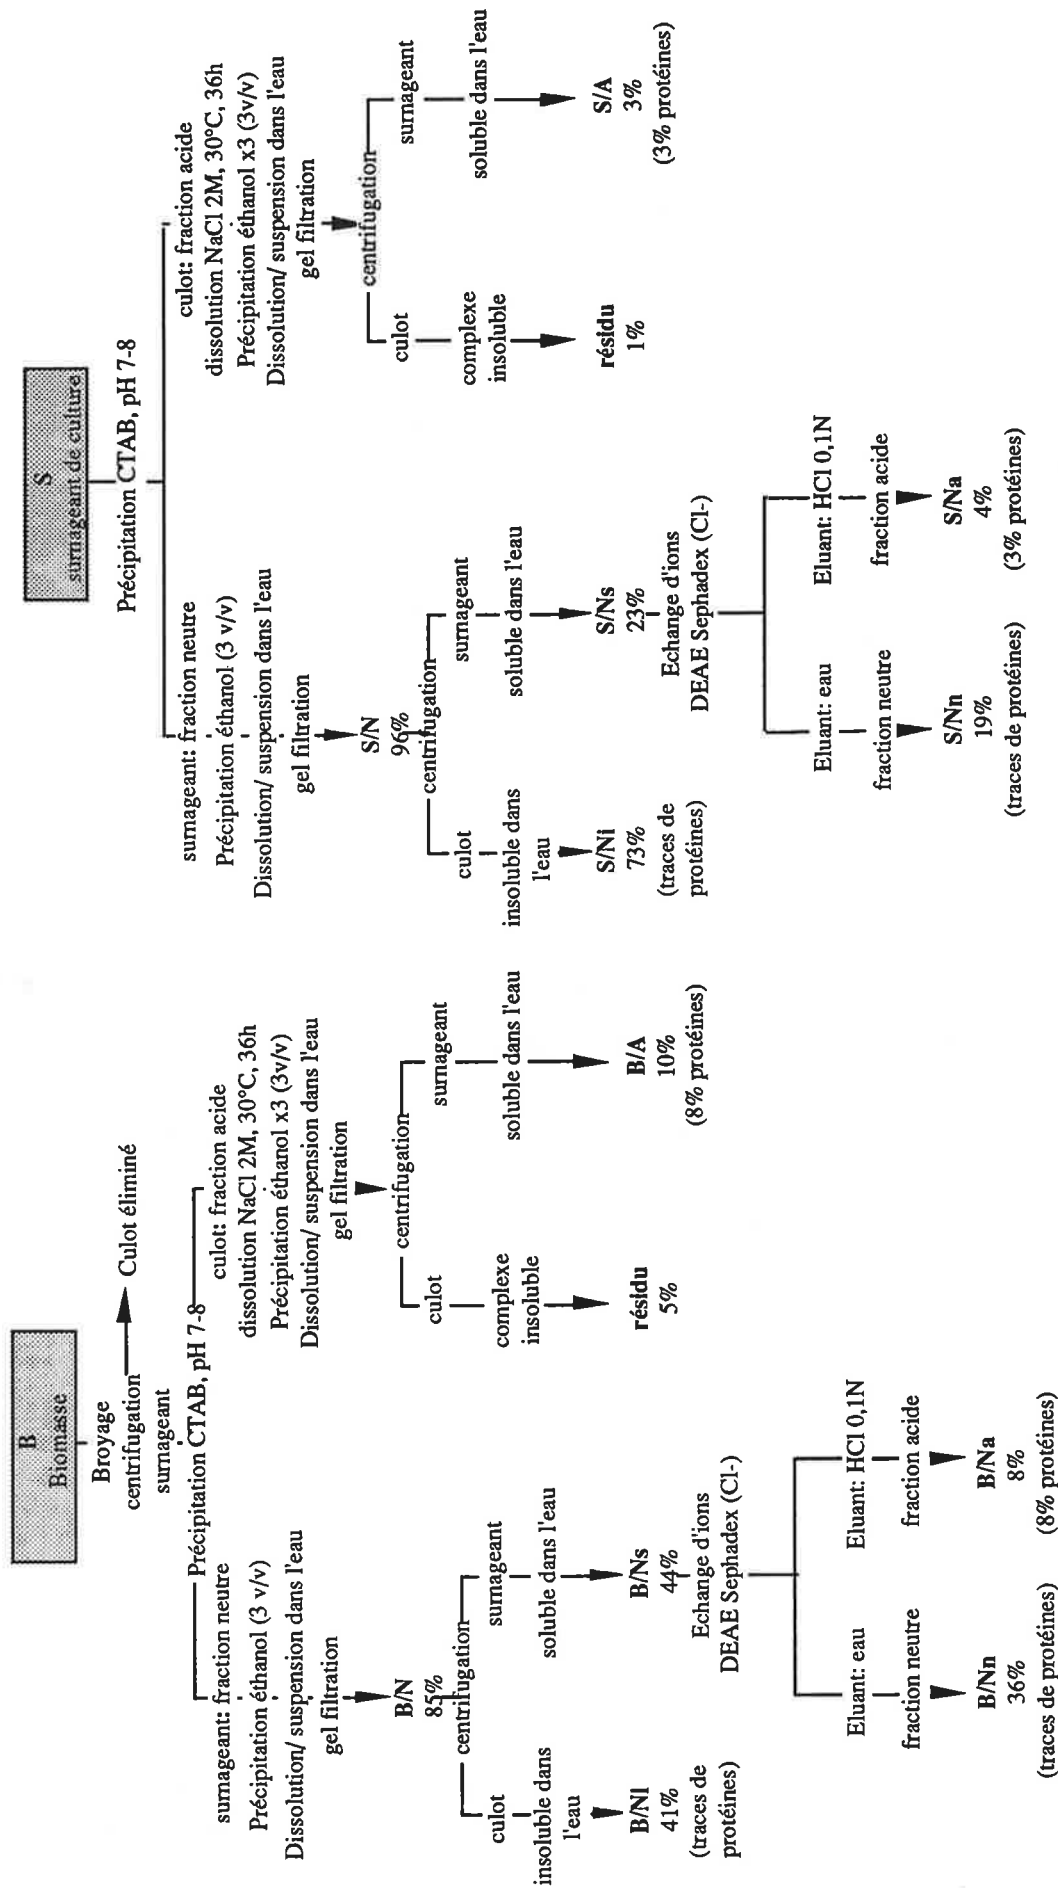 B
Biomasse
Broyage
centrifugation
Culot éliminé
surnageant
Précipitation CTAB, pH 7-8
surnageant: fraction neutre
Précipitation éthanol (3 v/v)
Dissolution/ suspension dans l'eau
gel filtration
B/N
85%
centrifugation
culot
insoluble dans
l'eau
B/NI
41%
(traces de
protéines)
surnageant
soluble dans l'eau
B/Ns
44%
Echange d'ions
DEAE Sephadex (Cl-)
Eluant: eau
fraction neutre
B/Nn
36%
(traces de protéines)
Eluant: HCl 0,1N
fraction acide
B/Na
8%
(8% protéines)
culot: fraction acide
dissolution NaCl 2M, 30°C, 36h
Précipitation éthanol x3 (3v/v)
Dissolution/ suspension dans l'eau
gel filtration
centrifugation
culot
complexe
insoluble
résidu
5%
surnageant
soluble dans l'eau
B/A
10%
(8% protéines)
S
surnageant de culture
Précipitation CTAB, pH 7-8
surnageant: fraction neutre
Précipitation éthanol (3 v/v)
Dissolution/ suspension dans l'eau
gel filtration
S/N
96%
centrifugation
culot
insoluble dans
l'eau
S/Ni
73%
(traces de
protéines)
surnageant
soluble dans l'eau
S/Ns
23%
Echange d'ions
DEAE Sephadex (Cl-)
Eluant: eau
fraction neutre
S/Nn
19%
(traces de protéines)
Eluant: HCl 0,1N
fraction acide
S/Na
4%
(3% protéines)
culot: fraction acide
dissolution NaCl 2M, 30°C, 36h
Précipitation éthanol x3 (3v/v)
Dissolution/ suspension dans l'eau
gel filtration
centrifugation
culot
complexe
insoluble
résidu
1%
surnageant
soluble dans l'eau
S/A
3%
(3% protéines)